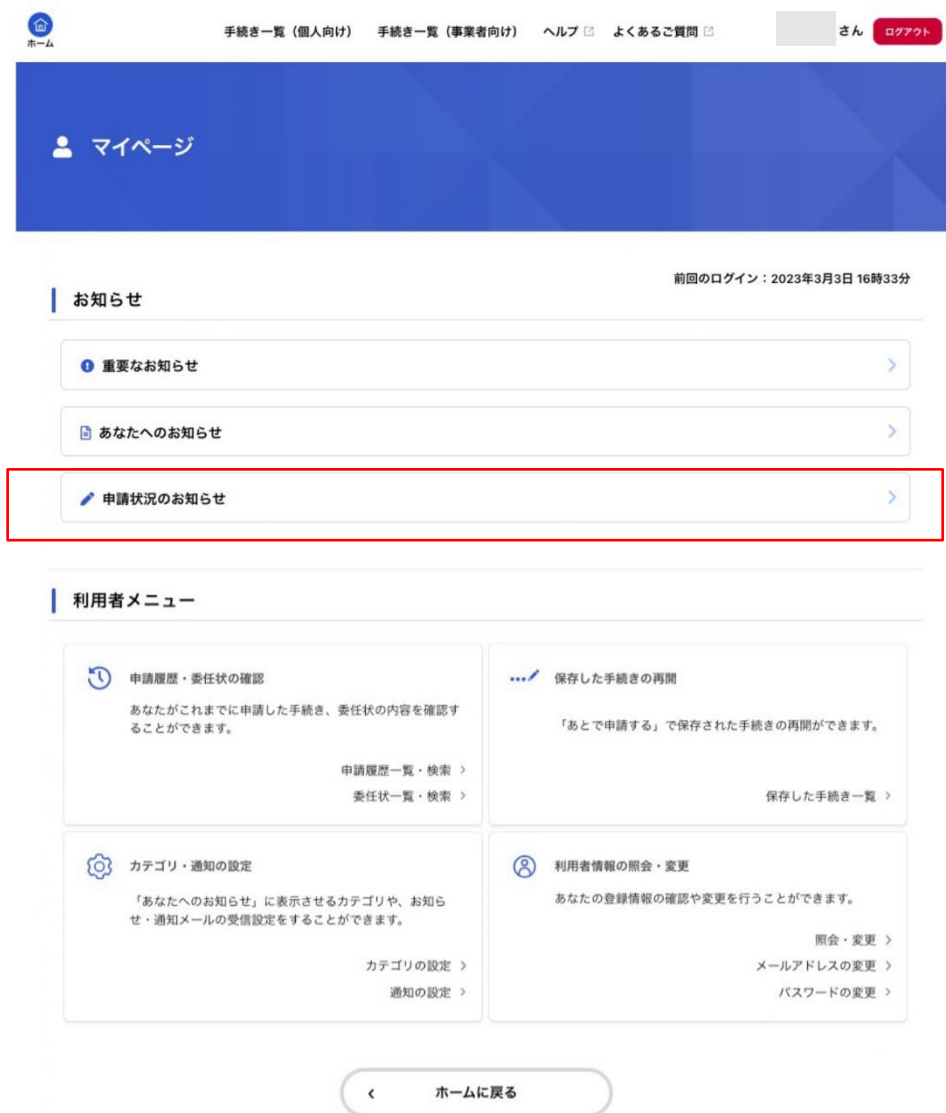 ホーム
手続き一覧（個人向け） 手続き一覧（事業者向け） ヘルプ よくあるご質問 さん ログアウト
マイページ
前回のログイン：2023年3月3日 16時33分
お知らせ
重要なお知らせ
あなたへのお知らせ
申請状況のお知らせ
利用者メニュー
申請履歴・委任状の確認
あなたがこれまでに申請した手続き、委任状の内容を確認す
ることができます。
申請履歴一覧・検索
委任状一覧・検索
保存した手続きの再開
「あとで申請する」で保存された手続きの再開ができます。
保存した手続き一覧
カテゴリ・通知の設定
「あなたへのお知らせ」に表示させるカテゴリや、お知ら
せ・通知メールの受信設定をすることができます。
カテゴリの設定
通知の設定
利用者情報の照会・変更
あなたの登録情報の確認や変更を行うことができます。
照会・変更
メールアドレスの変更
パスワードの変更
ホームに戻る